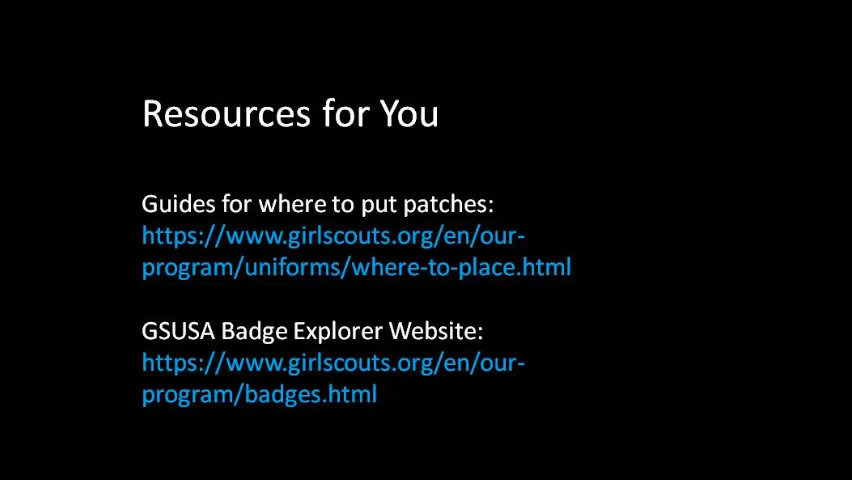 Resources for You
Guides for where to put patches:
https://www.girlscouts.org/en/our-
program/uniforms/where-to-place.html
GSUSA Badge Explorer Website:
https://www.girlscouts.org/en/our-
program/badges.html